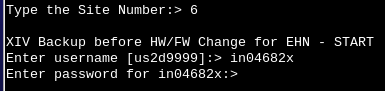 Type the Site Number:> 6
XIV Backup before HW/FW Change for EHN - START
Enter username [us2d9999]:> in04682x
Enter password for in04682x:>